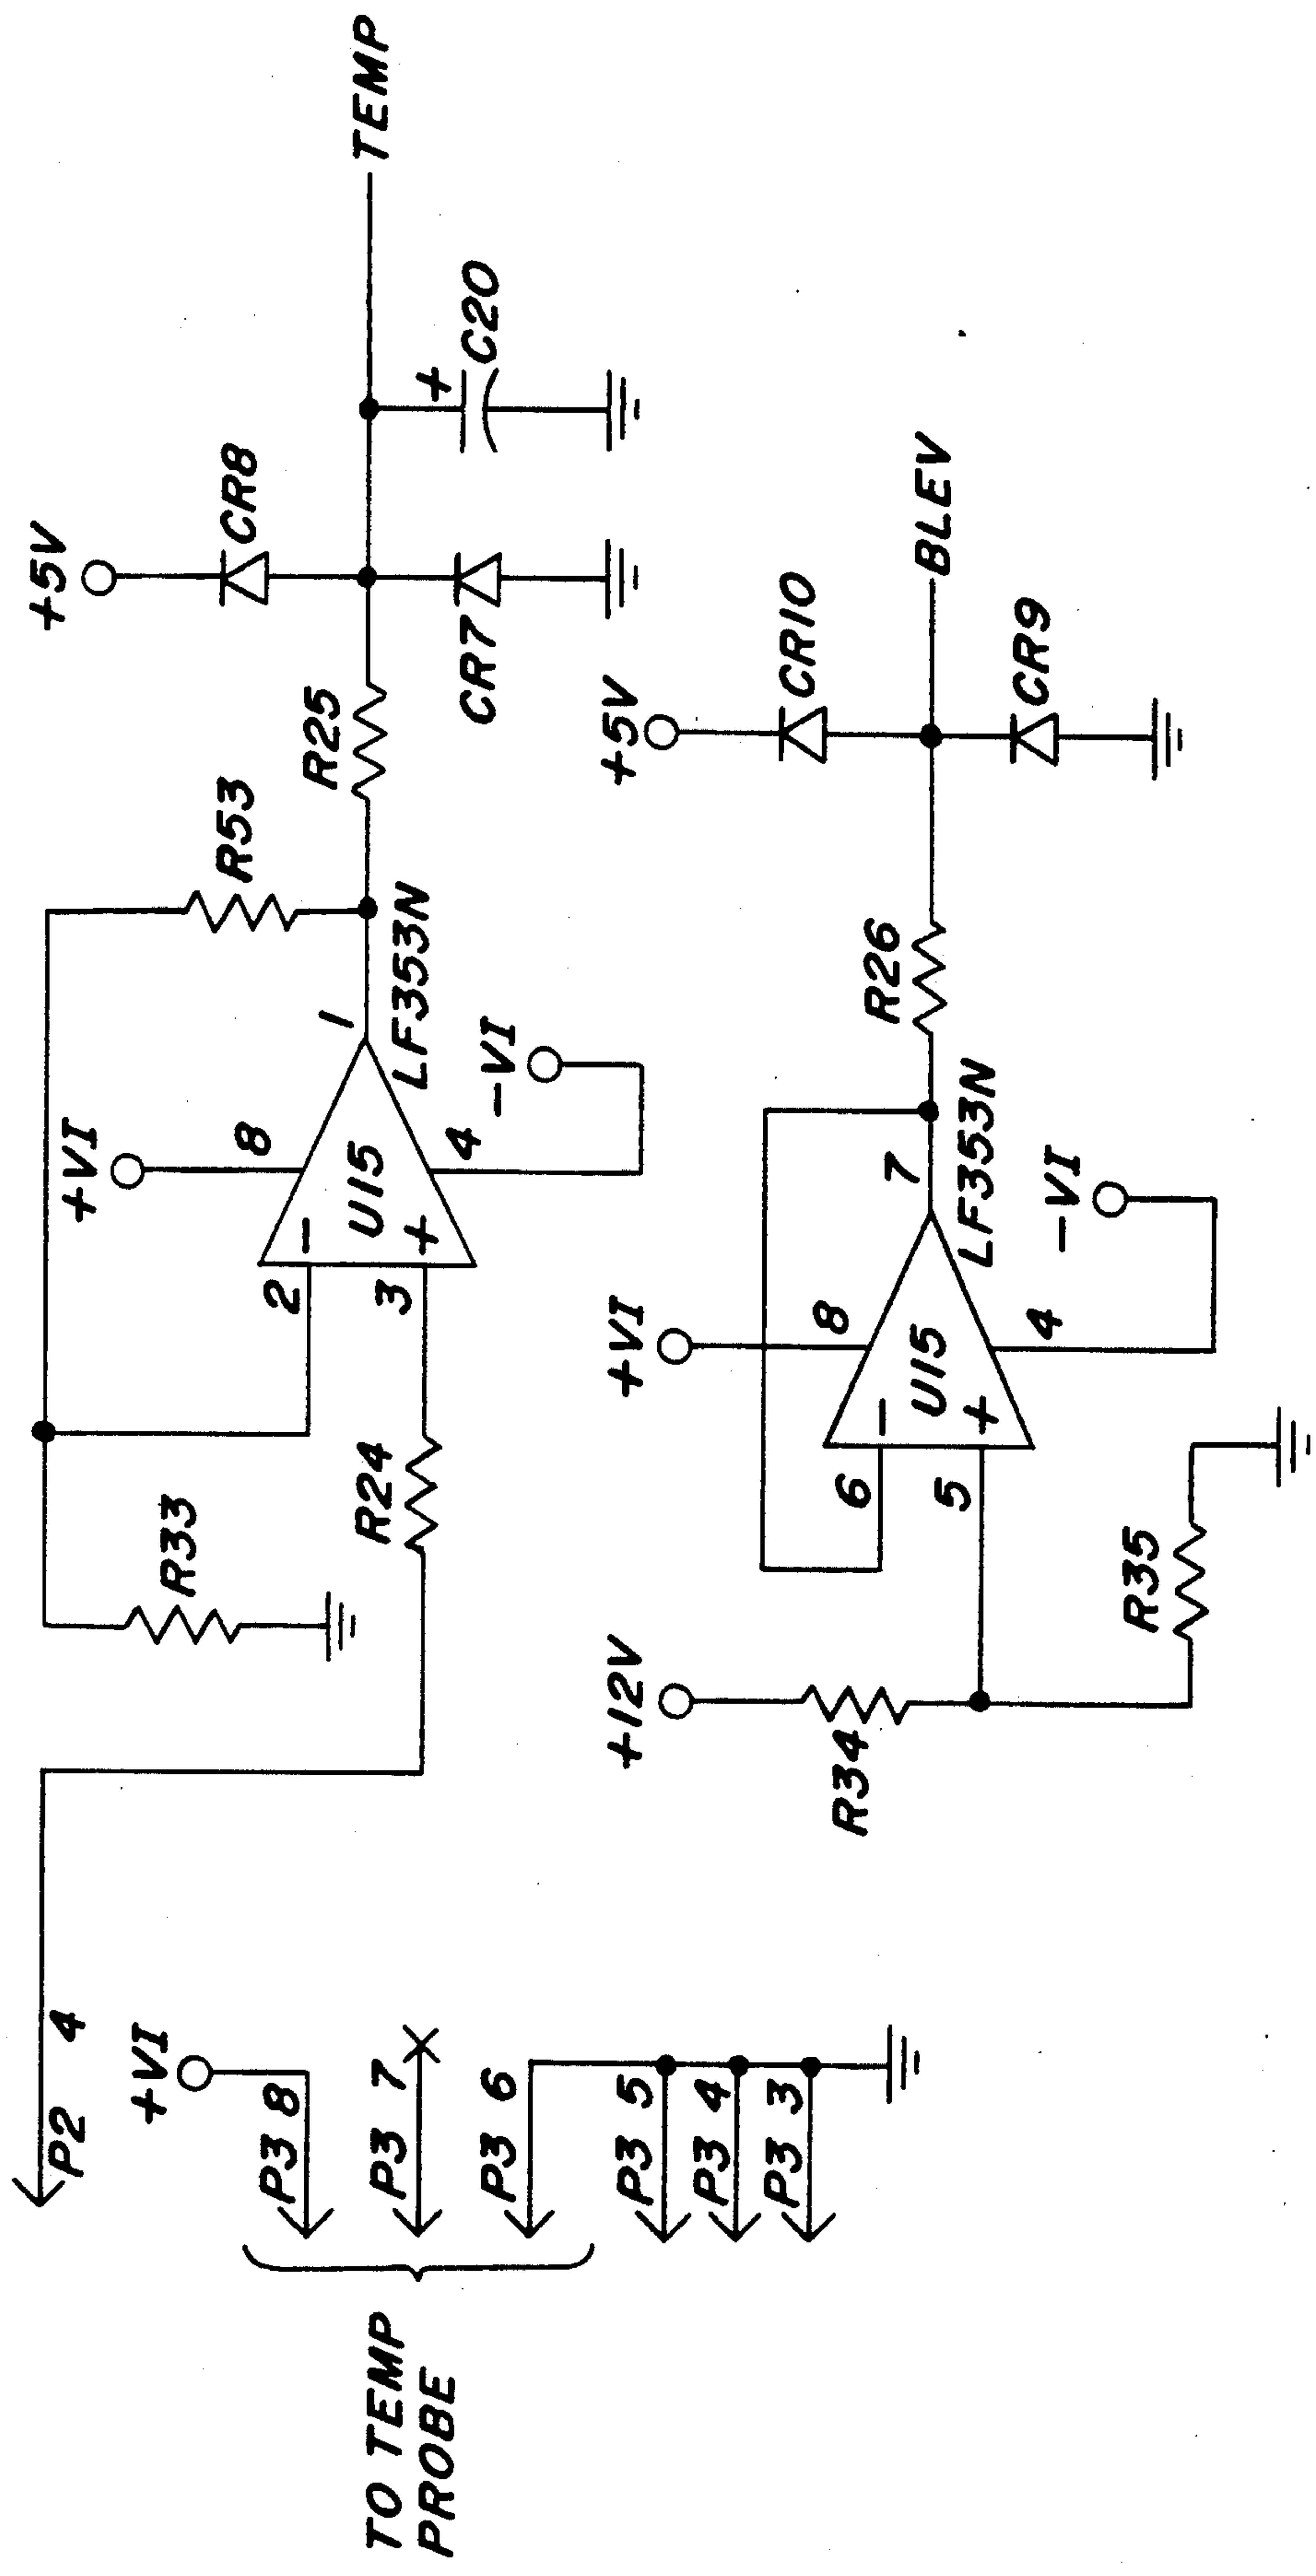 P2 4
+VI
P3 8
P3 7
P3 6
P3 5
P3 4
P3 3
TO TEMP
PROBE
R33
R24
2
3
-
+
U15
+VI
8
4
-VI
1
LF353N
R53
R25
+5V
CR8
CR7
+
C20
TEMP
+12V
R34
R35
6
5
-
+
U15
+VI
8
4
-VI
7
LF353N
R26
+5V
CR10
CR9
BLEV